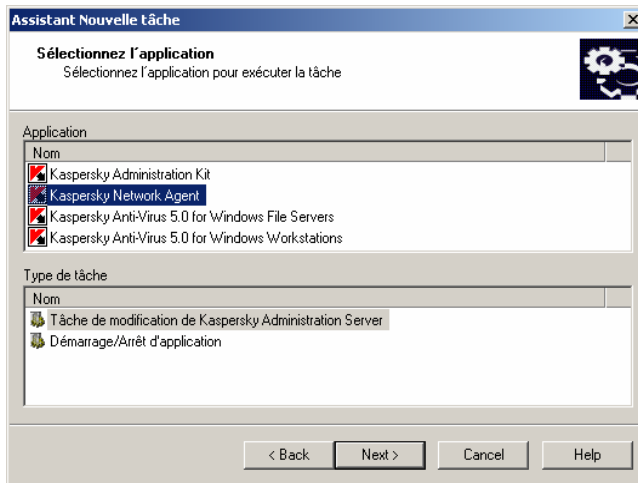 Assistant Nouvelle tâche
Sélectionnez l'application
Sélectionnez l'application pour exécuter la tâche
Application
Nom
Kaspersky Administration Kit
Kaspersky Network Agent
Kaspersky Anti-Virus 5.0 for Windows File Servers
Kaspersky Anti-Virus 5.0 for Windows Workstations
Type de tâche
Nom
Tâche de modification de Kaspersky Administration Server
Démarrage/Arrêt d'application
< Back Next > Cancel Help